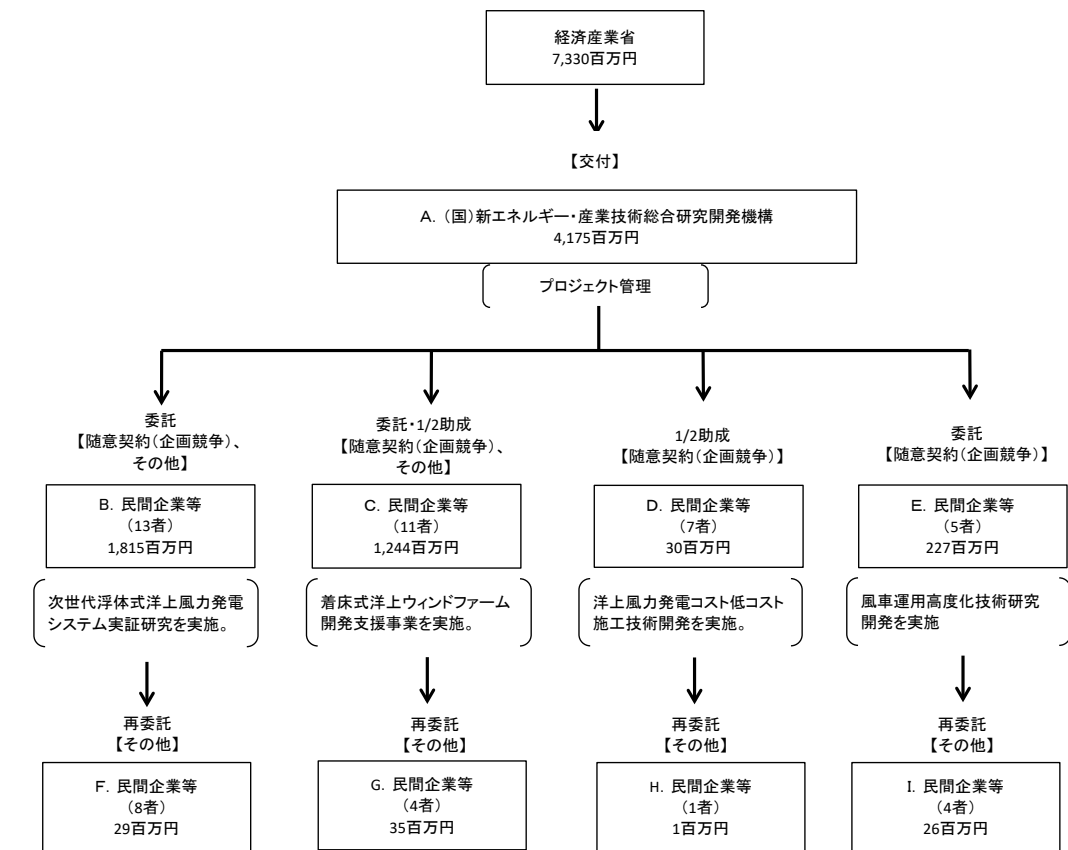 経済産業省
7,330百万円
【交付】
A. (国)新エネルギー・産業技術総合研究開発機構
4,175百万円
プロジェクト管理
委託
【随意契約(企画競争)、
その他】
B. 民間企業等
(13者)
1,815百万円
次世代浮体式洋上風力発電
システム実証研究を実施。
再委託
【その他】
F. 民間企業等
(8者)
29百万円
委託・1/2助成
【随意契約(企画競争)、
その他】
C. 民間企業等
(11者)
1,244百万円
着床式洋上ウィンドファーム
開発支援事業を実施。
再委託
【その他】
G. 民間企業等
(4者)
35百万円
1/2助成
【随意契約(企画競争)】
D. 民間企業等
(7者)
30百万円
洋上風力発電コスト低コスト
施工技術開発を実施。
再委託
【その他】
H. 民間企業等
(1者)
1百万円
委託
【随意契約(企画競争)】
E. 民間企業等
(5者)
227百万円
風車運用高度化技術研究
開発を実施
再委託
【その他】
I. 民間企業等
(4者)
26百万円